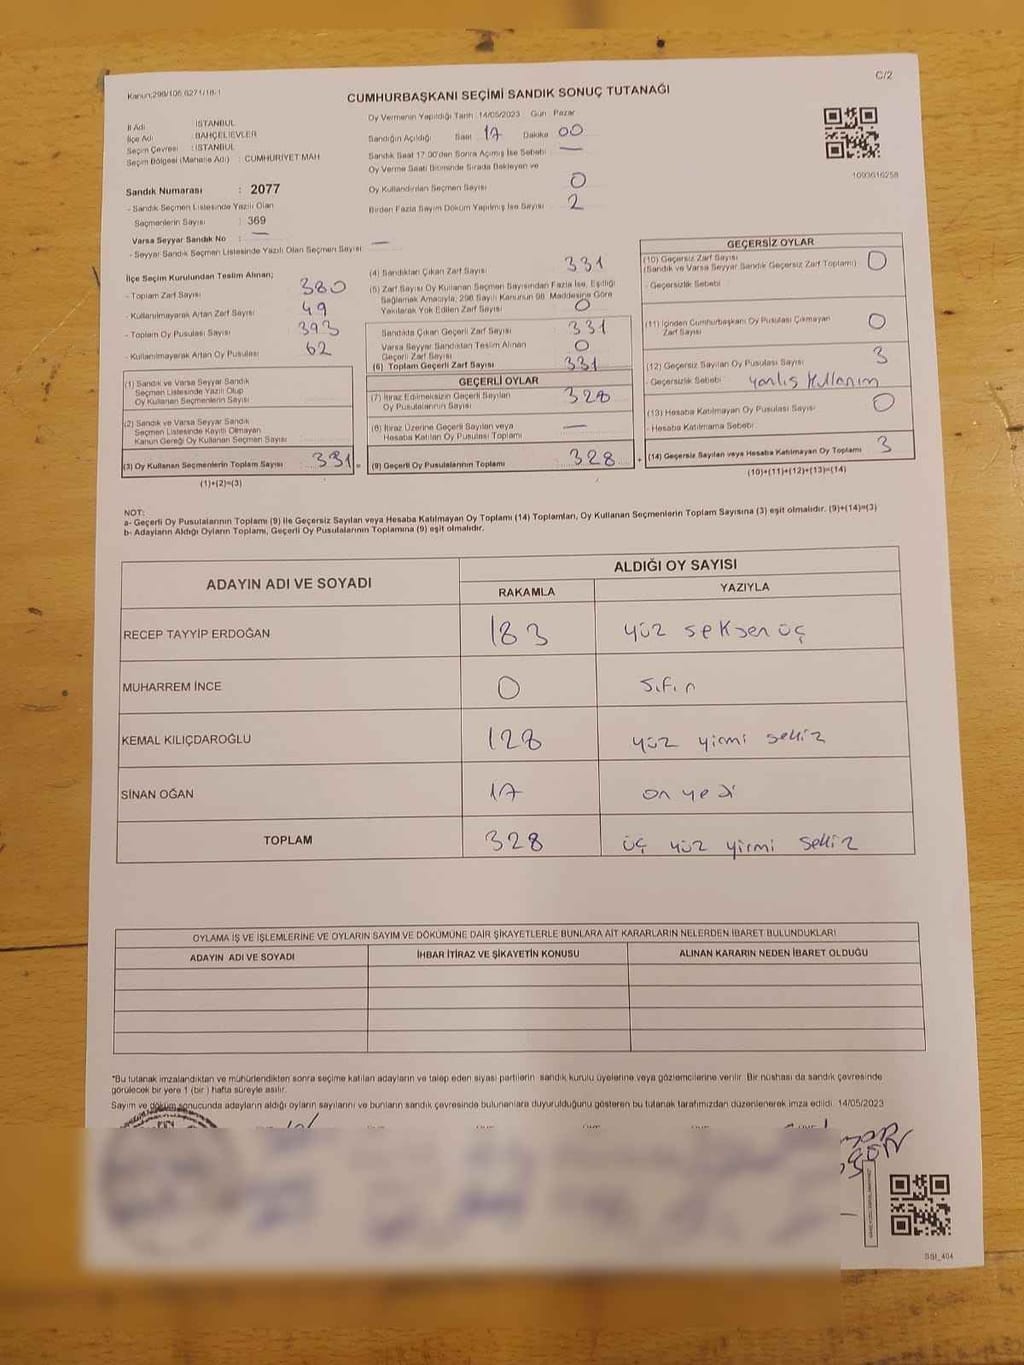 C/2
Kanun:298/106 6271/18-1
CUMHURBAŞKANI SEÇİMİ SANDIK SONUÇ TUTANAĞI
İl Adı : İSTANBUL
İlçe Adı : BAHÇELİEVLER
Seçim Çevresi : İSTANBUL
Seçim Bölgesi (Mahalle Adı) : CUMHURİYET MAH
Sandık Numarası : 2077
- Sandık Seçmen Listesinde Yazılı Olan
Seçmenlerin Sayısı : 369
Varsa Seyyar Sandık No : —
- Seyyar Sandık Seçmen Listesinde Yazılı Olan Seçmen Sayısı : —
Oy Vermenin Yapıldığı Tarih :14/05/2023 Gün :Pazar
Sandığın Açıldığı Saat 17 Dakika 00
Sandık Saat 17:00'den Sonra Açılmış İse Sebebi : —
Oy Verme Saati Bitiminde Sırada Bekleyen ve
Oy Kullandırılan Seçmen Sayısı 0
Birden Fazla Sayım Döküm Yapılmış İse Sayısı 2
1093616258
İlçe Seçim Kurulundan Teslim Alınan;
- Toplam Zarf Sayısı 380
- Kullanılmayarak Artan Zarf Sayısı 49
- Toplam Oy Pusulası Sayısı 393
- Kullanılmayarak Artan Oy Pusulası 62
(1) Sandık ve Varsa Seyyar Sandık
Seçmen Listesinde Yazılı Olup
Oy Kullanan Seçmenlerin Sayısı
(2) Sandık ve Varsa Seyyar Sandık
Seçmen Listesinde Kayıtlı Olmayan
Kanun Gereği Oy Kullanan Seçmen Sayısı
(3) Oy Kullanan Seçmenlerin Toplam Sayısı 331 =
(1)+(2)=(3)
(4) Sandıktan Çıkan Zarf Sayısı 331
(5) Zarf Sayısı Oy Kullanan Seçmen Sayısından Fazla İse, Eşitliği
Sağlamak Amacıyla, 298 Sayılı Kanunun 98. Maddesine Göre
Yakılarak Yok Edilen Zarf Sayısı 0
Sandıkta Çıkan Geçerli Zarf Sayısı 331
Varsa Seyyar Sandıktan Teslim Alınan
Geçerli Zarf Sayısı 0
(6) Toplam Geçerli Zarf Sayısı 331
GEÇERLİ OYLAR
(7) İtiraz Edilmeksizin Geçerli Sayılan
Oy Pusulalarının Sayısı 328
(8) İtiraz Üzerine Geçerli Sayılan veya
Hesaba Katılan Oy Pusulası Toplamı —
(9) Geçerli Oy Pusulalarının Toplamı 328 +
GEÇERSİZ OYLAR
(10) Geçersiz Zarf Sayısı
(Sandık ve Varsa Seyyar Sandık Geçersiz Zarf Toplamı) 0
- Geçersizlik Sebebi
(11) İçinden Cumhurbaşkanı Oy Pusulası Çıkmayan
Zarf Sayısı 0
(12) Geçersiz Sayılan Oy Pusulası Sayısı 3
- Geçersizlik Sebebi yanlış kullanım
(13) Hesaba Katılmayan Oy Pusulası Sayısı 0
- Hesaba Katılmama Sebebi
(14) Geçersiz Sayılan veya Hesaba Katılmayan Oy Toplamı 3
(10)+(11)+(12)+(13)=(14)
NOT:
a- Geçerli Oy Pusulalarının Toplamı (9) ile Geçersiz Sayılan veya Hesaba Katılmayan Oy Toplamı (14) Toplamları, Oy Kullanan Seçmenlerin Toplam Sayısına (3) eşit olmalıdır. (9)+(14)=(3)
b- Adayların Aldığı Oyların Toplamı, Geçerli Oy Pusulalarının Toplamına (9) eşit olmalıdır.
ADAYIN ADI VE SOYADI
ALDIĞI OY SAYISI
RAKAMLA YAZIYLA
RECEP TAYYİP ERDOĞAN 183 yüz seksen üç
MUHARREM İNCE 0 sıfır
KEMAL KILIÇDAROĞLU 128 yüz yirmi sekiz
SİNAN OĞAN 17 on yedi
TOPLAM 328 üç yüz yirmi sekiz
OYLAMA İŞ VE İŞLEMLERİNE VE OYLARIN SAYIM VE DÖKÜMÜNE DAİR ŞİKAYETLERLE BUNLARA AİT KARARLARIN NELERDEN İBARET BULUNDUKLARI
ADAYIN ADI VE SOYADI İHBAR İTİRAZ VE ŞİKAYETİN KONUSU ALINAN KARARIN NEDEN İBARET OLDUĞU
"Bu tutanak imzalandıktan ve mühürlendikten sonra seçime katılan adayların ve talep eden siyasi partilerin sandık kurulu üyelerine veya gözlemcilerine verilir. Bir nüshası da sandık çevresinde
görülecek bir yere 1 (bir) hafta süreyle asılır.
Sayım ve döküm sonucunda adayların aldığı oyların sayılarını ve bunların sandık çevresinde bulunanlara duyurulduğunu gösteren bu tutanak tarafımızdan düzenlenerek imza edildi. 14/05/2023
SSI_404